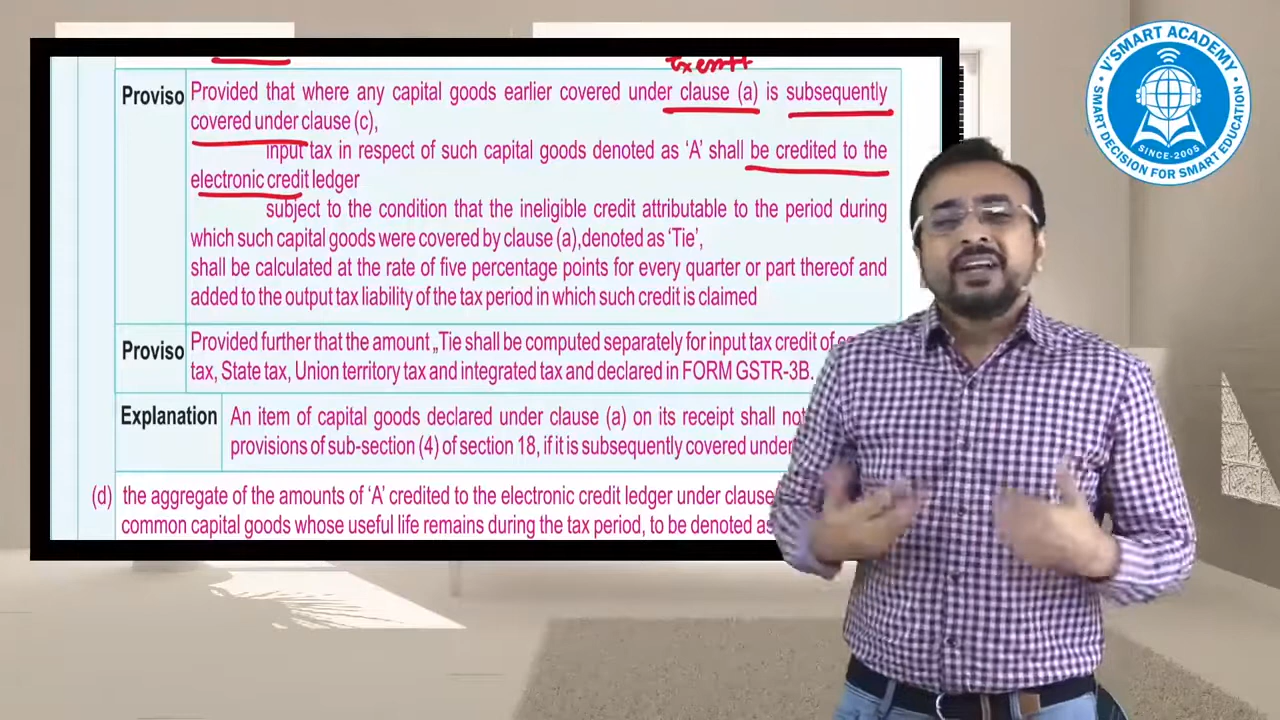 Exempt
Proviso Provided that where any capital goods earlier covered under clause (a) is subsequently
covered under clause (c),
input tax in respect of such capital goods denoted as ‘A’ shall be credited to the
electronic credit ledger
subject to the condition that the ineligible credit attributable to the period during
which such capital goods were covered by clause (a),denoted as ‘Tie’,
shall be calculated at the rate of five percentage points for every quarter or part thereof and
added to the output tax liability of the tax period in which such credit is claimed
Proviso Provided further that the amount „Tie shall be computed separately for input tax credit of
tax, State tax, Union territory tax and integrated tax and declared in FORM GSTR-3B.
Explanation An item of capital goods declared under clause (a) on its receipt shall not
provisions of sub-section (4) of section 18, if it is subsequently covered under
(d) the aggregate of the amounts of ‘A’ credited to the electronic credit ledger under clause
common capital goods whose useful life remains during the tax period, to be denoted as
V'SMART ACADEMY
SMART DECISION FOR SMART EDUCATION
SINCE-2005